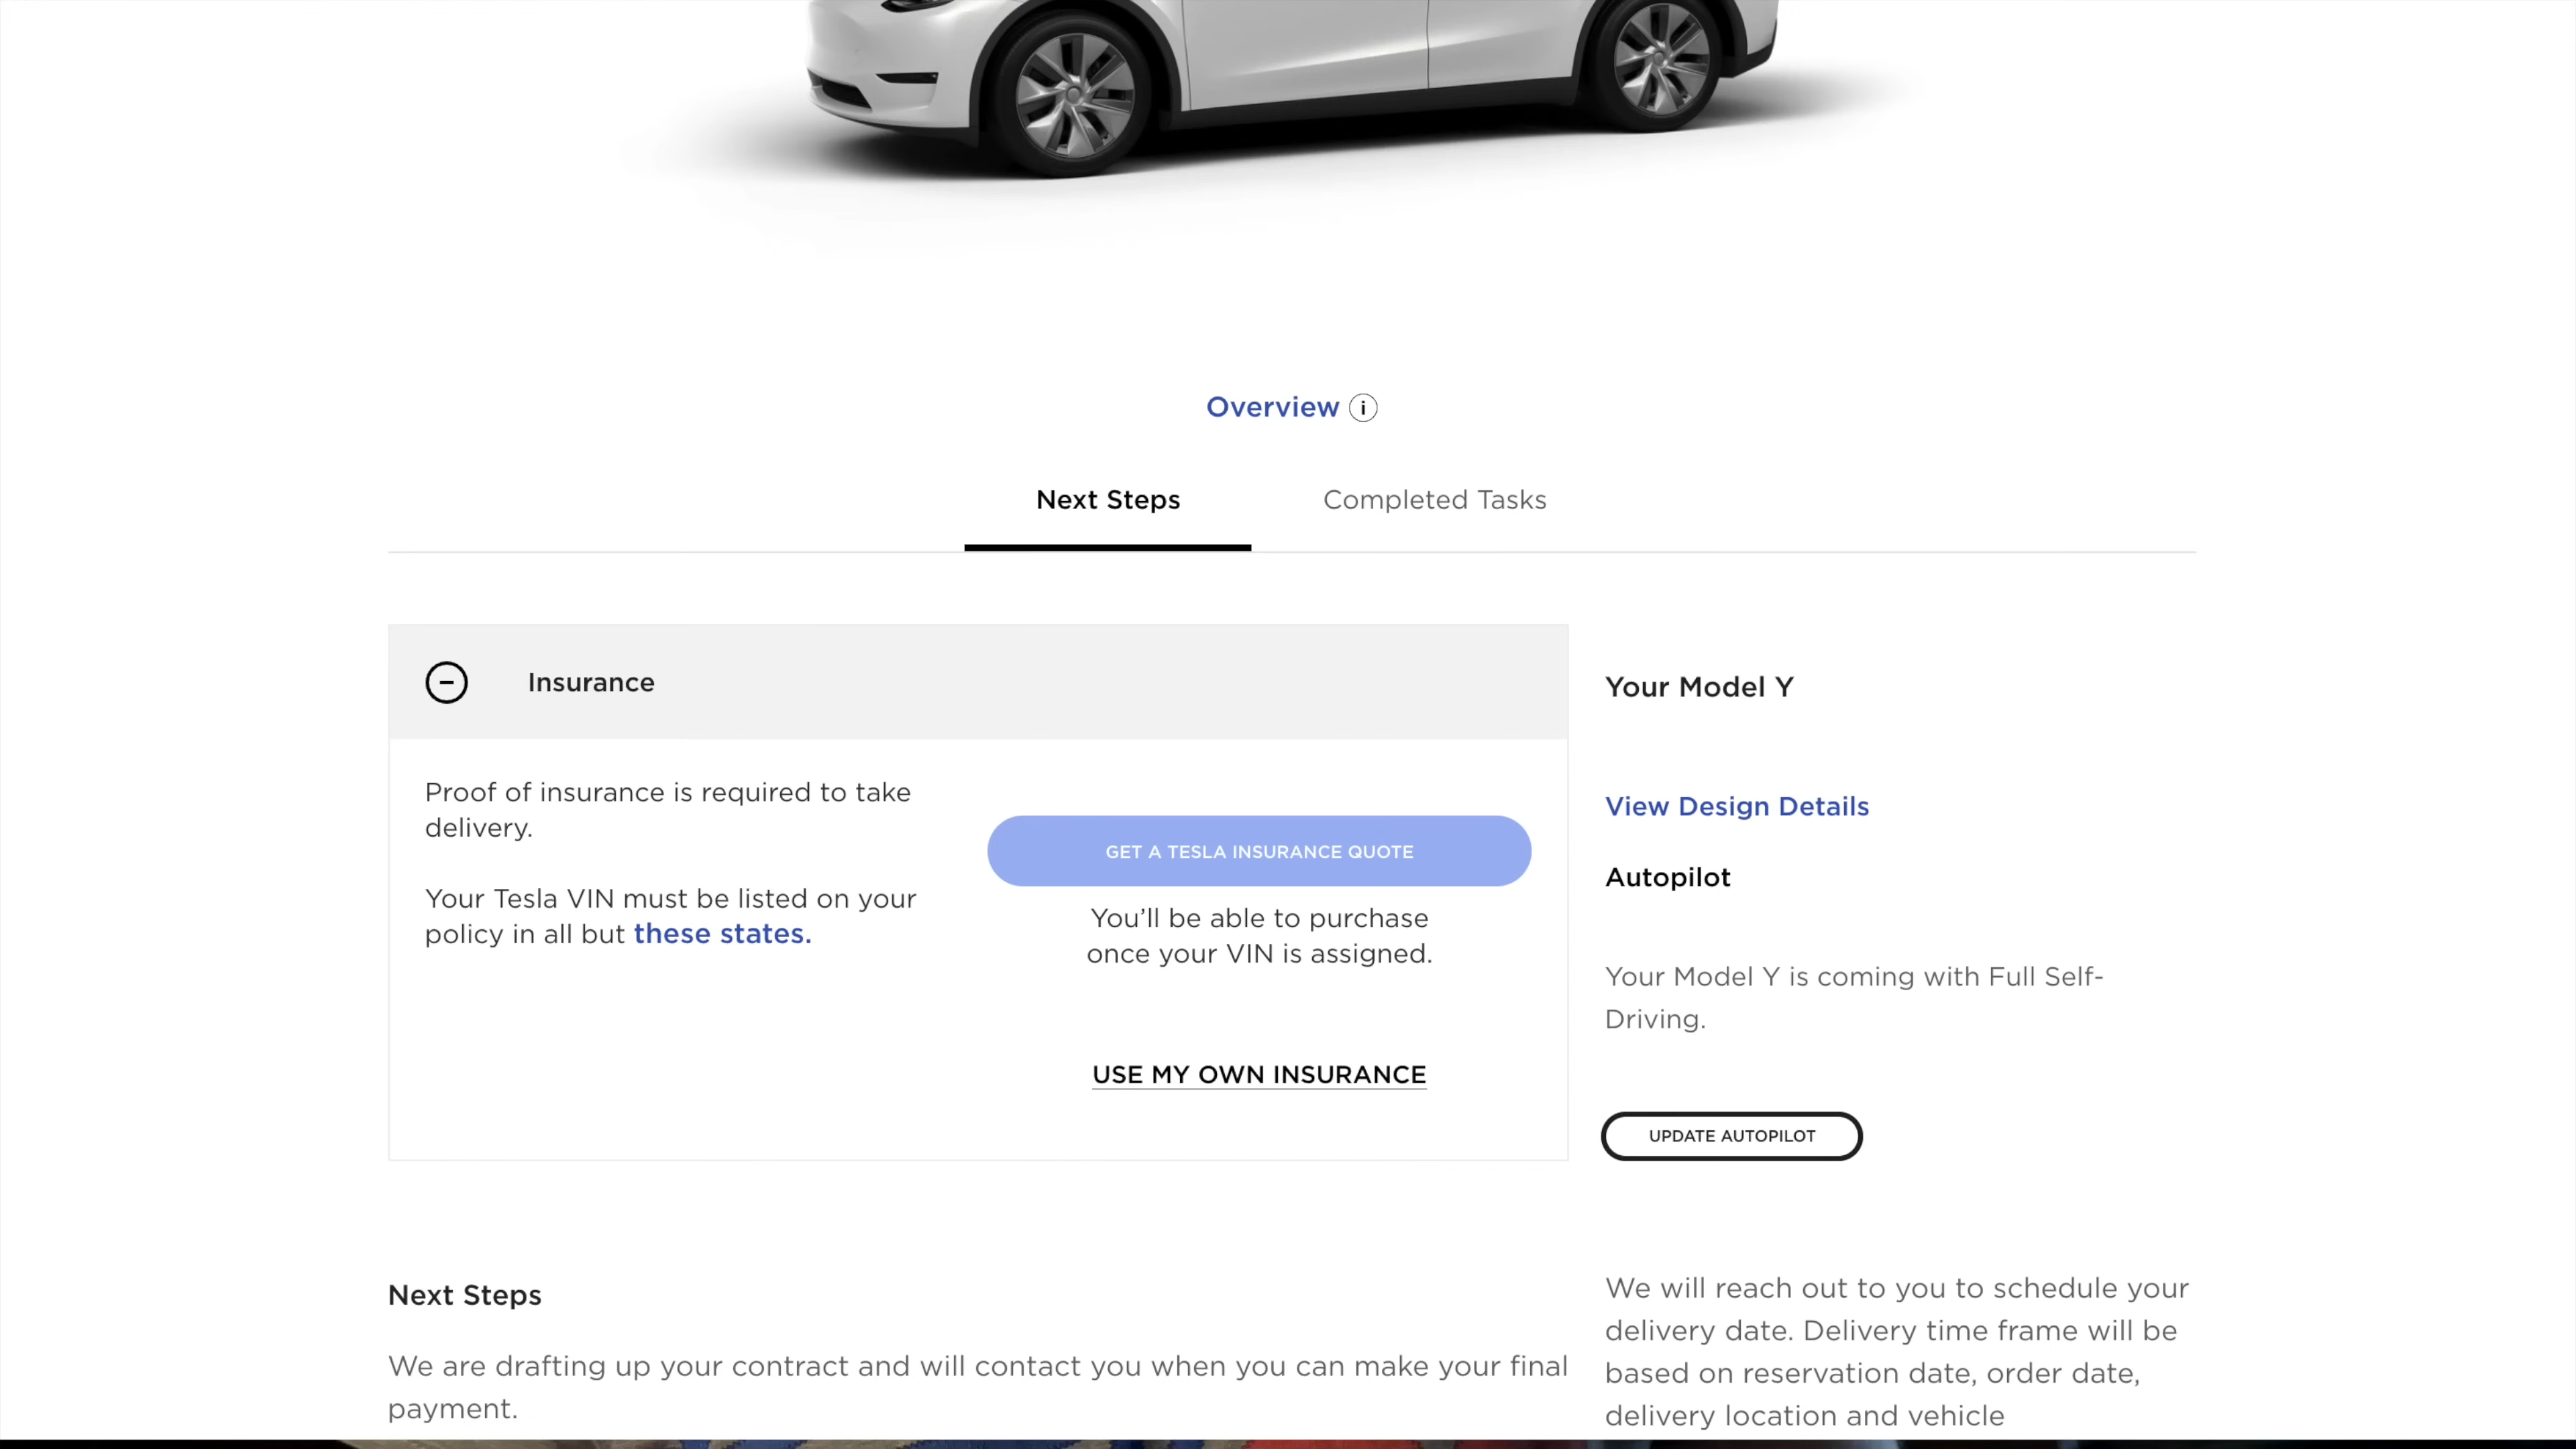 Overview i
Next Steps
Completed Tasks
Insurance
Proof of insurance is required to take
delivery.
Your Tesla VIN must be listed on your
policy in all but these states.
GET A TESLA INSURANCE QUOTE
You’ll be able to purchase
once your VIN is assigned.
USE MY OWN INSURANCE
Your Model Y
View Design Details
Autopilot
Your Model Y is coming with Full Self-
Driving.
UPDATE AUTOPILOT
Next Steps
We are drafting up your contract and will contact you when you can make your final
payment.
We will reach out to you to schedule your
delivery date. Delivery time frame will be
based on reservation date, order date,
delivery location and vehicle